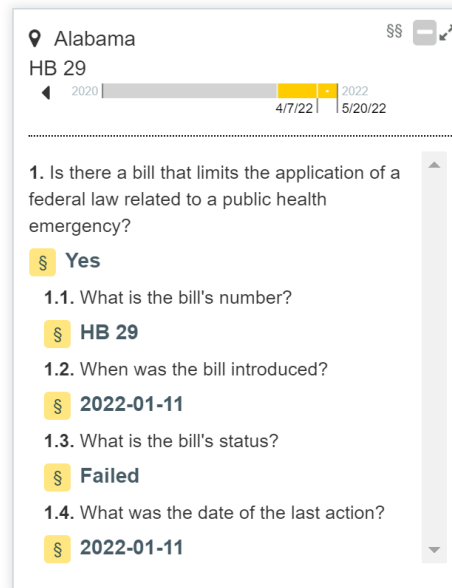 Alabama §§
HB 29
2020 2022
4/7/22 5/20/22
1. Is there a bill that limits the application of a
federal law related to a public health
emergency?
§ Yes
1.1. What is the bill's number?
§ HB 29
1.2. When was the bill introduced?
§ 2022-01-11
1.3. What is the bill's status?
§ Failed
1.4. What was the date of the last action?
§ 2022-01-11